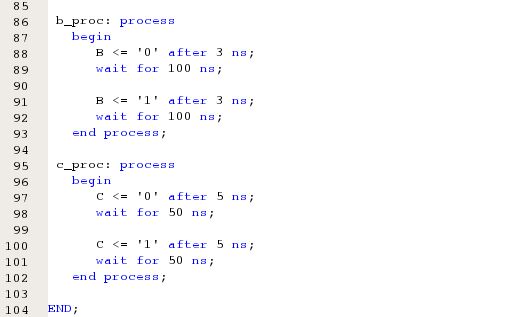 85
86 b_proc: process
87 begin
88 B <= '0' after 3 ns;
89 wait for 100 ns;
90
91 B <= '1' after 3 ns;
92 wait for 100 ns;
93 end process;
94
95 c_proc: process
96 begin
97 C <= '0' after 5 ns;
98 wait for 50 ns;
99
100 C <= '1' after 5 ns;
101 wait for 50 ns;
102 end process;
103
104 END;